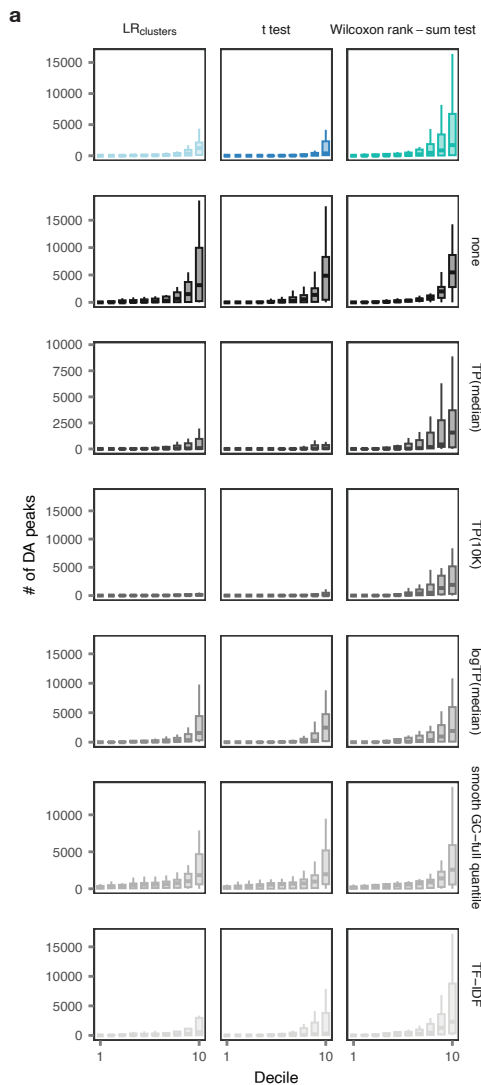 a
LRclusters
t test
Wilcoxon rank – sum test
15000
10000
5000
0
15000
10000
5000
0
none
10000
7500
5000
2500
0
TP(median)
15000
10000
5000
0
TP(10K)
15000
10000
5000
0
logTP(median)
10000
5000
0
smooth GC–full quantile
15000
10000
5000
0
TF–IDF
# of DA peaks
1 10 1 10 1 10
Decile